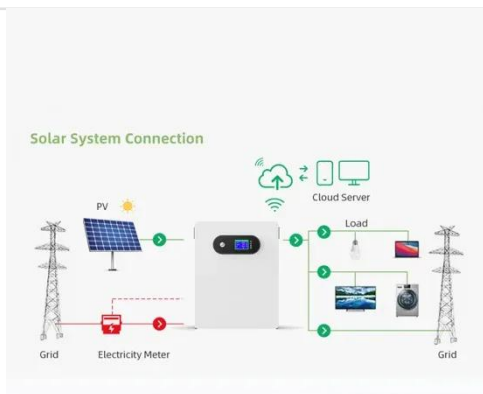 Solar System Connection
Cloud Server
PV
Load
Grid
Electricity Meter
Grid